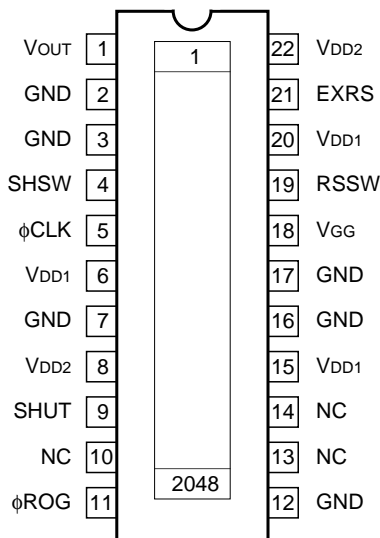 VOUT 1 1 22 VDD2
GND 2 21 EXRS
GND 3 20 VDD1
SHSW 4 19 RSSW
ϕCLK 5 18 VGG
VDD1 6 17 GND
GND 7 16 GND
VDD2 8 15 VDD1
SHUT 9 14 NC
NC 10 13 NC
ϕROG 11 2048 12 GND